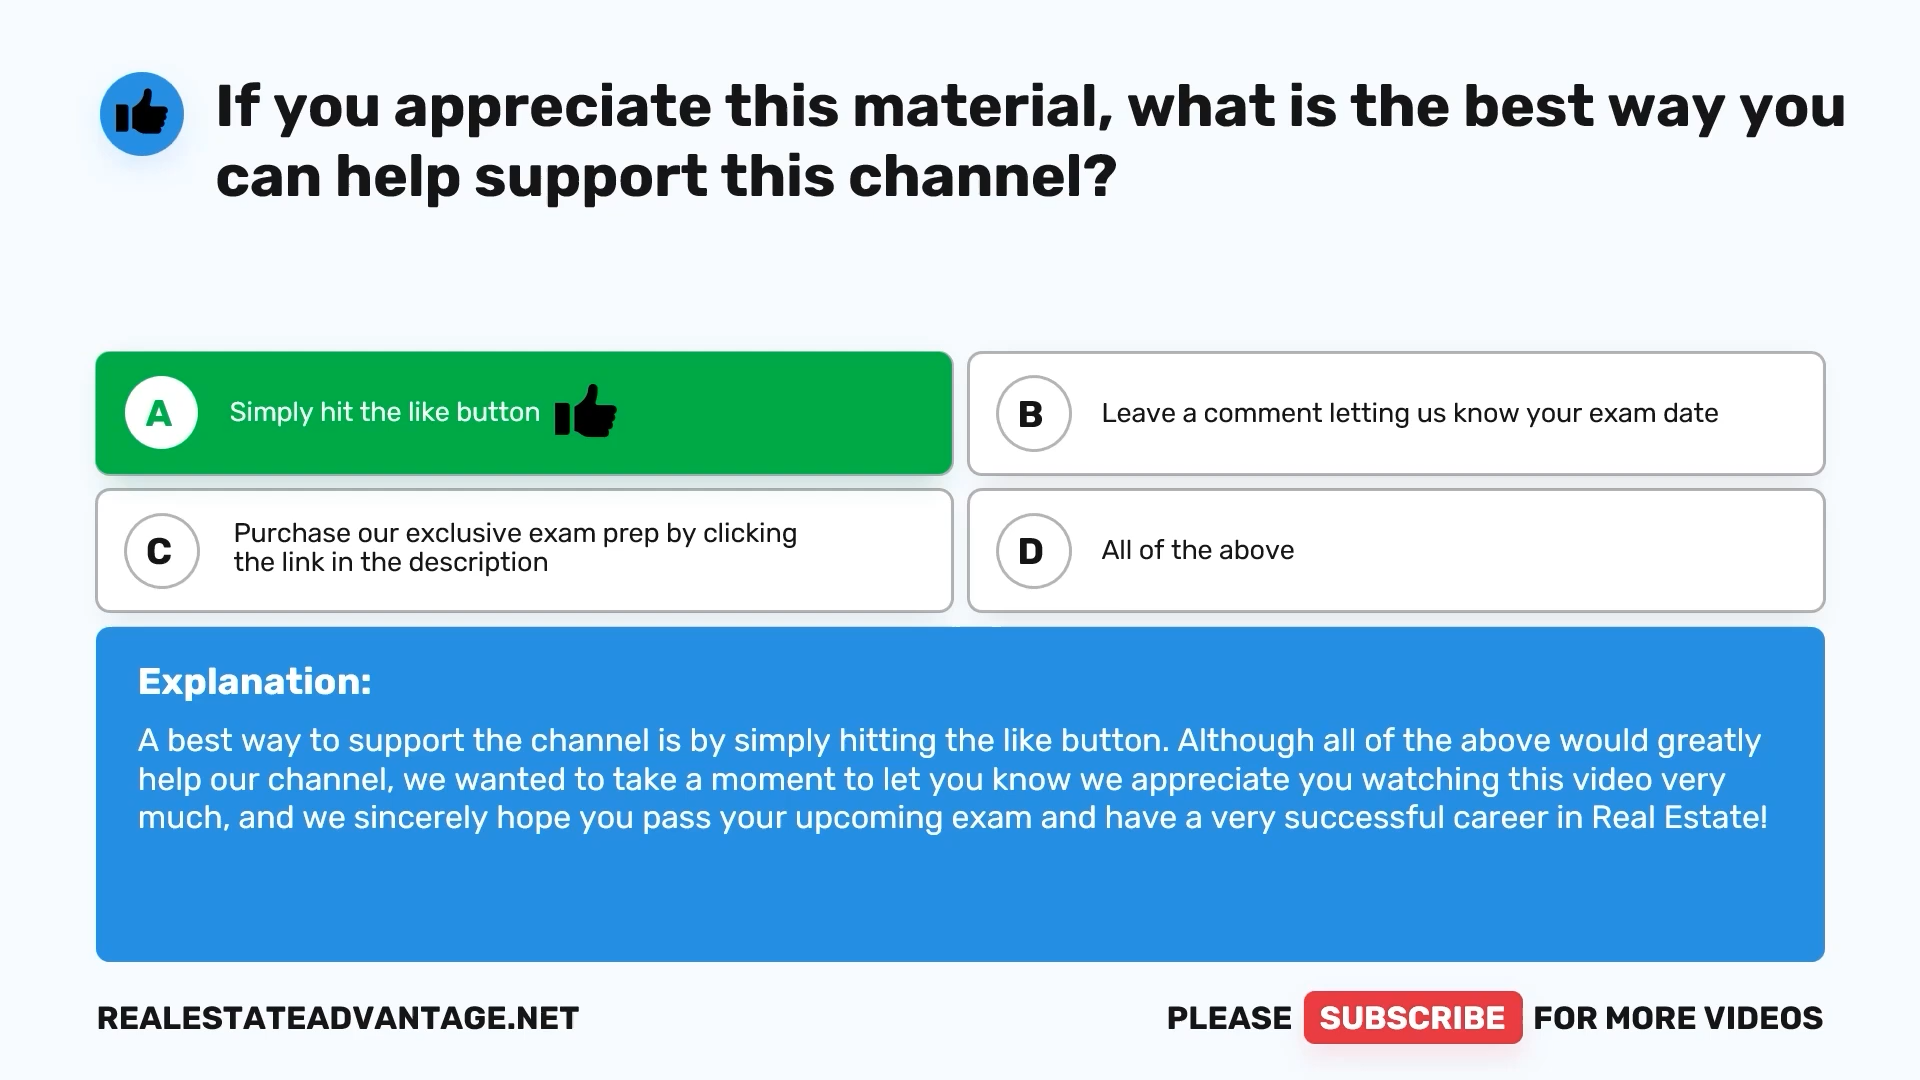 If you appreciate this material, what is the best way you
can help support this channel?
A Simply hit the like button
B Leave a comment letting us know your exam date
C Purchase our exclusive exam prep by clicking
the link in the description
D All of the above
Explanation:
A best way to support the channel is by simply hitting the like button. Although all of the above would greatly
help our channel, we wanted to take a moment to let you know we appreciate you watching this video very
much, and we sincerely hope you pass your upcoming exam and have a very successful career in Real Estate!
REALESTATEADVANTAGE.NET
PLEASE SUBSCRIBE FOR MORE VIDEOS